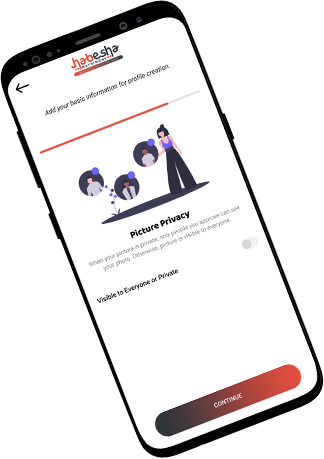 habesha
Add your basic information for profile creation.
Picture Privacy
When your picture is private, only people you approve can see
your photo. Otherwise, picture is visible to everyone.
Visible to Everyone or Private
CONTINUE